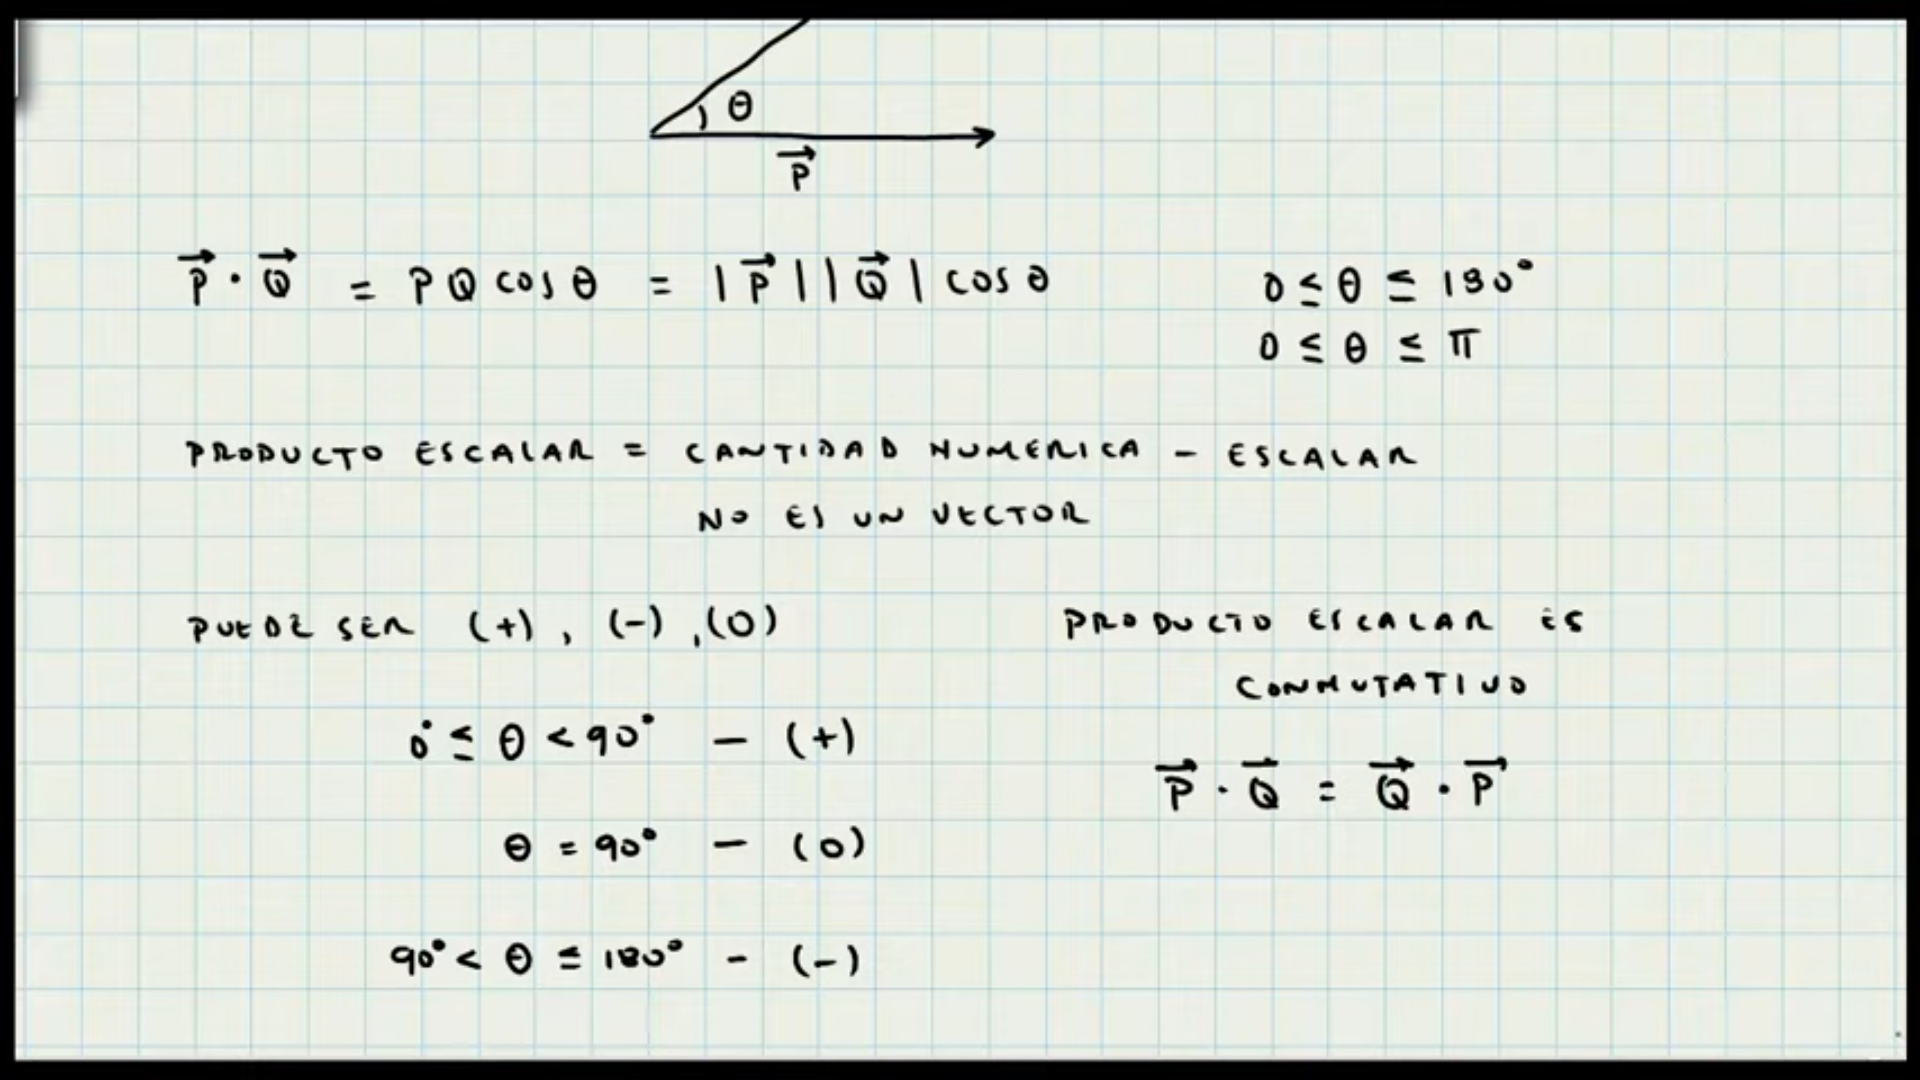 θ
P⃗
P⃗ · Q⃗ = PQ cos θ = |P⃗||Q⃗| cos θ
0 ≤ θ ≤ 180°
0 ≤ θ ≤ π
PRODUCTO ESCALAR = CANTIDAD NUMERICA - ESCALAR
NO ES UN VECTOR
PUEDE SER (+), (-), (0)
0° ≤ θ < 90° - (+)
θ = 90° - (0)
90° < θ ≤ 180° - (-)
PRODUCTO ESCALAR ES
CONMUTATIVO
P⃗ · Q⃗ = Q⃗ · P⃗